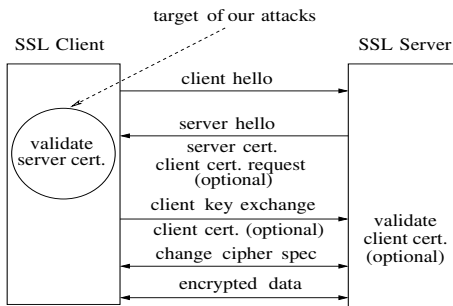 target of our attacks
SSL Client
SSL Server
client hello
validate
server cert.
server hello
server cert.
client cert. request
(optional)
client key exchange
client cert. (optional)
validate
client cert.
(optional)
change cipher spec
encrypted data